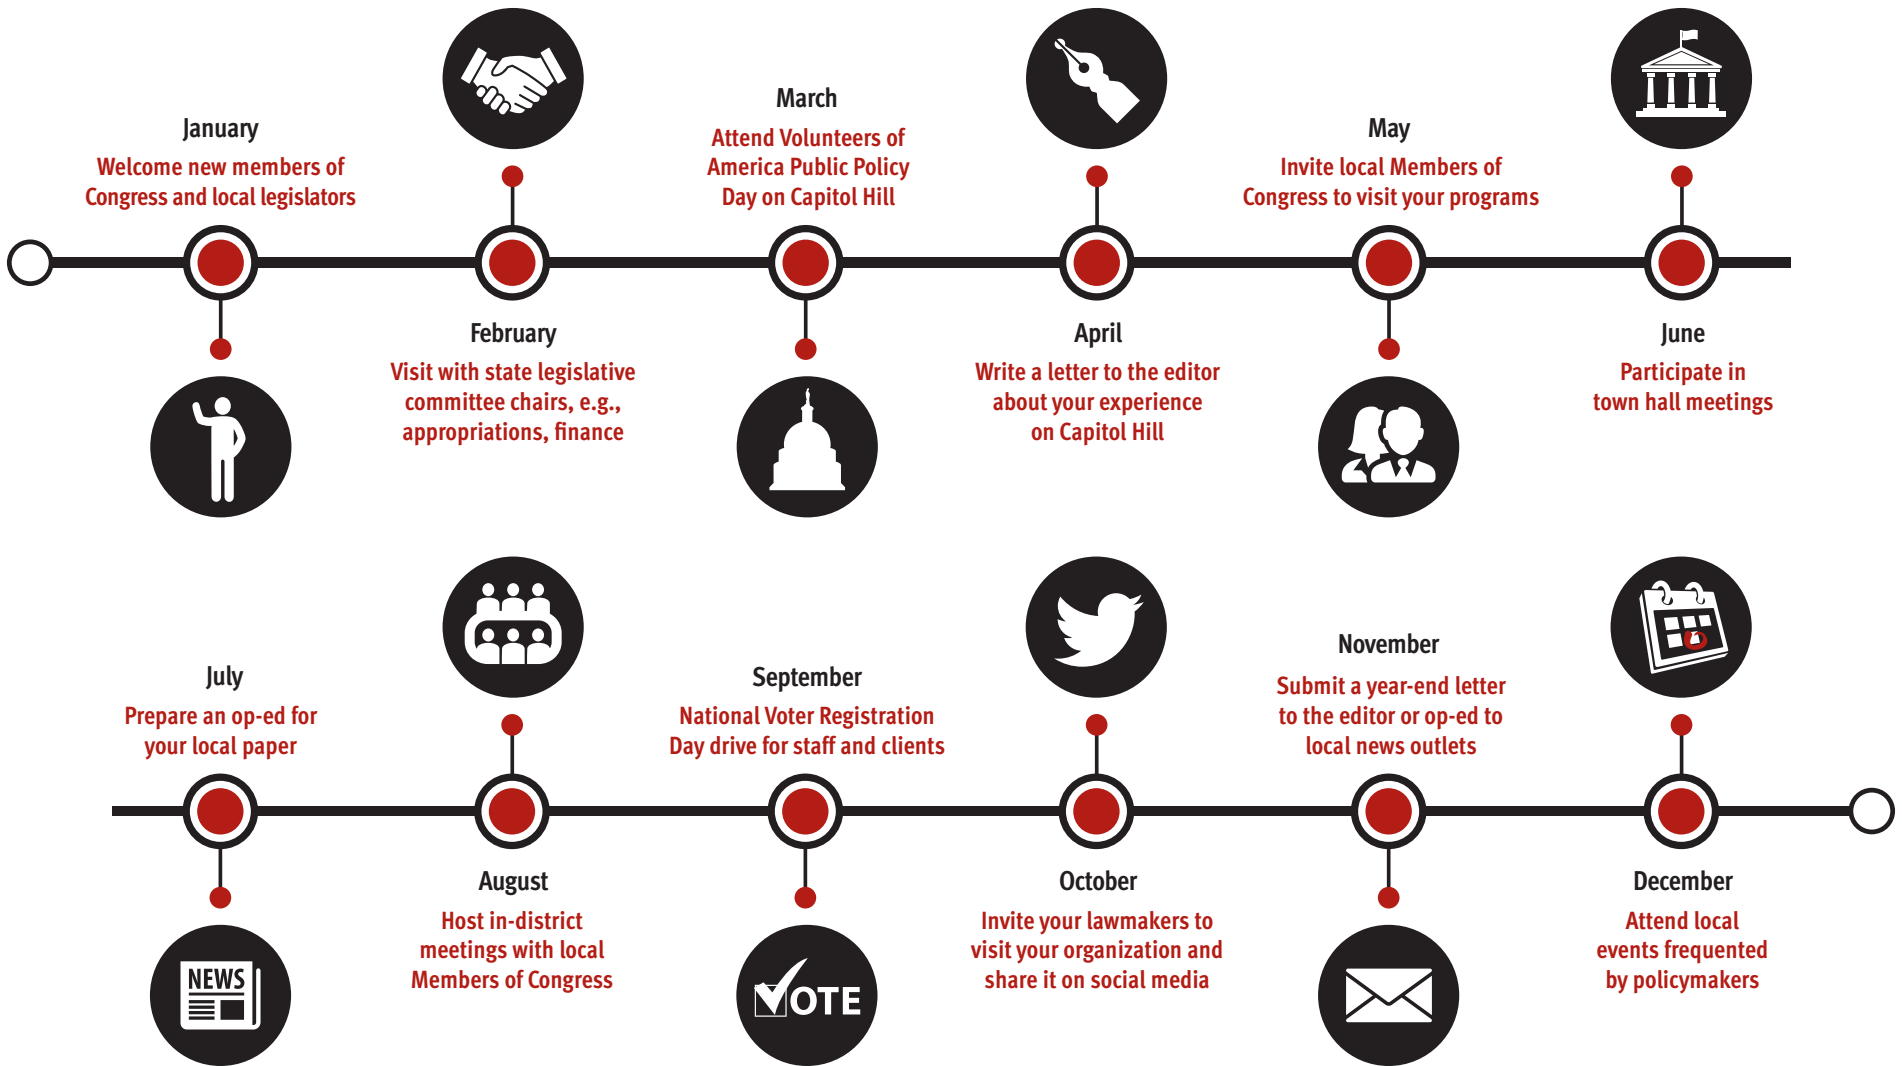 January
Welcome new members of
Congress and local legislators
February
Visit with state legislative
committee chairs, e.g.,
appropriations, finance
March
Attend Volunteers of
America Public Policy
Day on Capitol Hill
April
Write a letter to the editor
about your experience
on Capitol Hill
May
Invite local Members of
Congress to visit your programs
June
Participate in
town hall meetings
July
Prepare an op-ed for
your local paper
NEWS
August
Host in-district
meetings with local
Members of Congress
September
National Voter Registration
Day drive for staff and clients
VOTE
October
Invite your lawmakers to
visit your organization and
share it on social media
November
Submit a year-end letter
to the editor or op-ed to
local news outlets
December
Attend local
events frequented
by policymakers